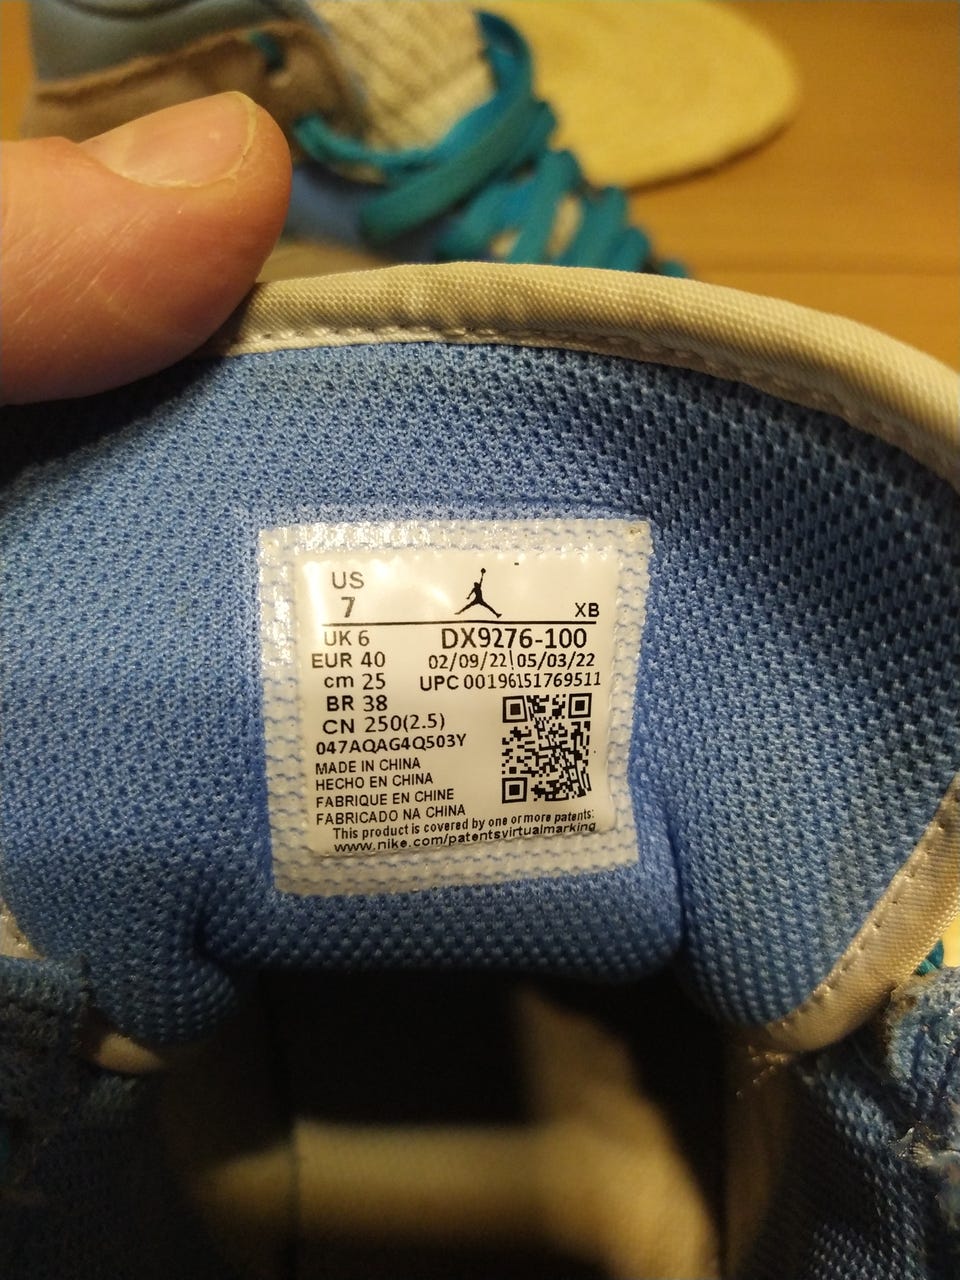 US
7
XB
UK 6
DX9276-100
EUR 40
02/09/22\05/03/22
cm 25
UPC 00196151769511
BR 38
CN 250(2.5)
047AQAG4Q503Y
MADE IN CHINA
HECHO EN CHINA
FABRIQUE EN CHINE
FABRICADO NA CHINA
This product is covered by one or more patents:
www.nike.com/patentsvirtualmarking